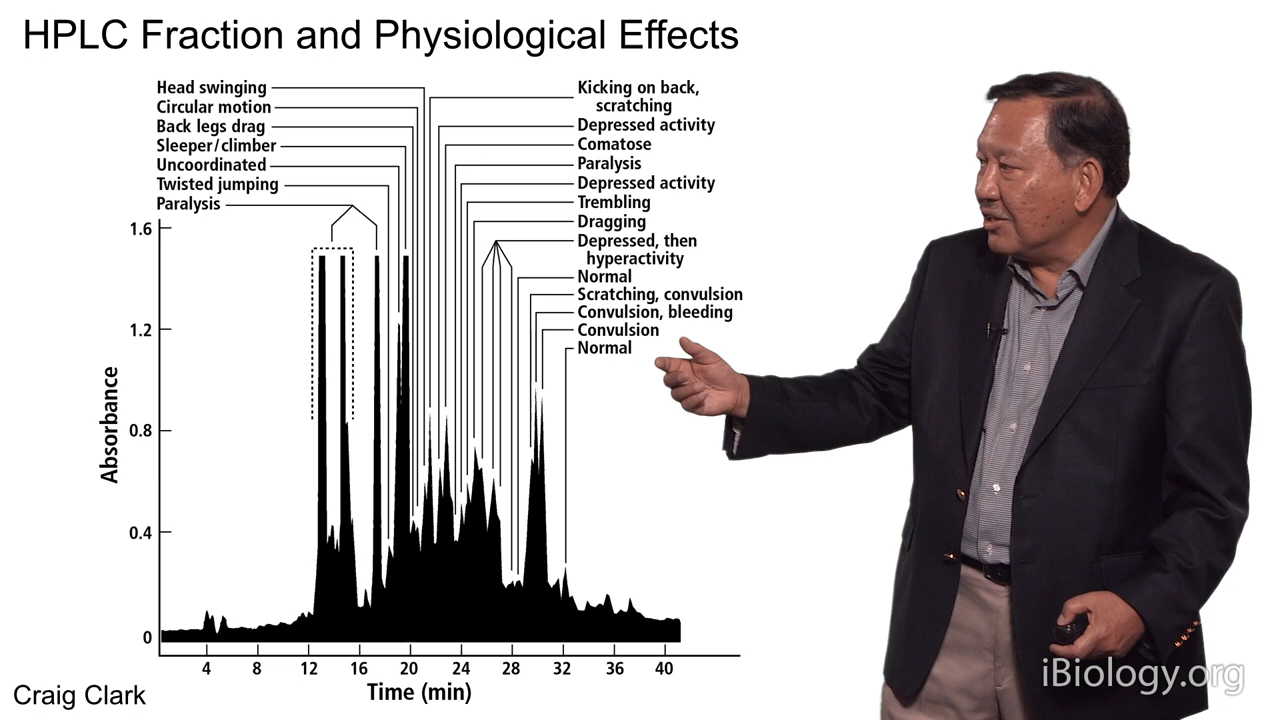 HPLC Fraction and Physiological Effects
Head swinging
Circular motion
Back legs drag
Sleeper/climber
Uncoordinated
Twisted jumping
Paralysis
Kicking on back,
scratching
Depressed activity
Comatose
Paralysis
Depressed activity
Trembling
Dragging
Depressed, then
hyperactivity
Normal
Scratching, convulsion
Convulsion, bleeding
Convulsion
Normal
1.6
1.2
0.8
0.4
0
Absorbance
4 8 12 16 20 24 28 32 36 40
Time (min)
Craig Clark
iBiology.org